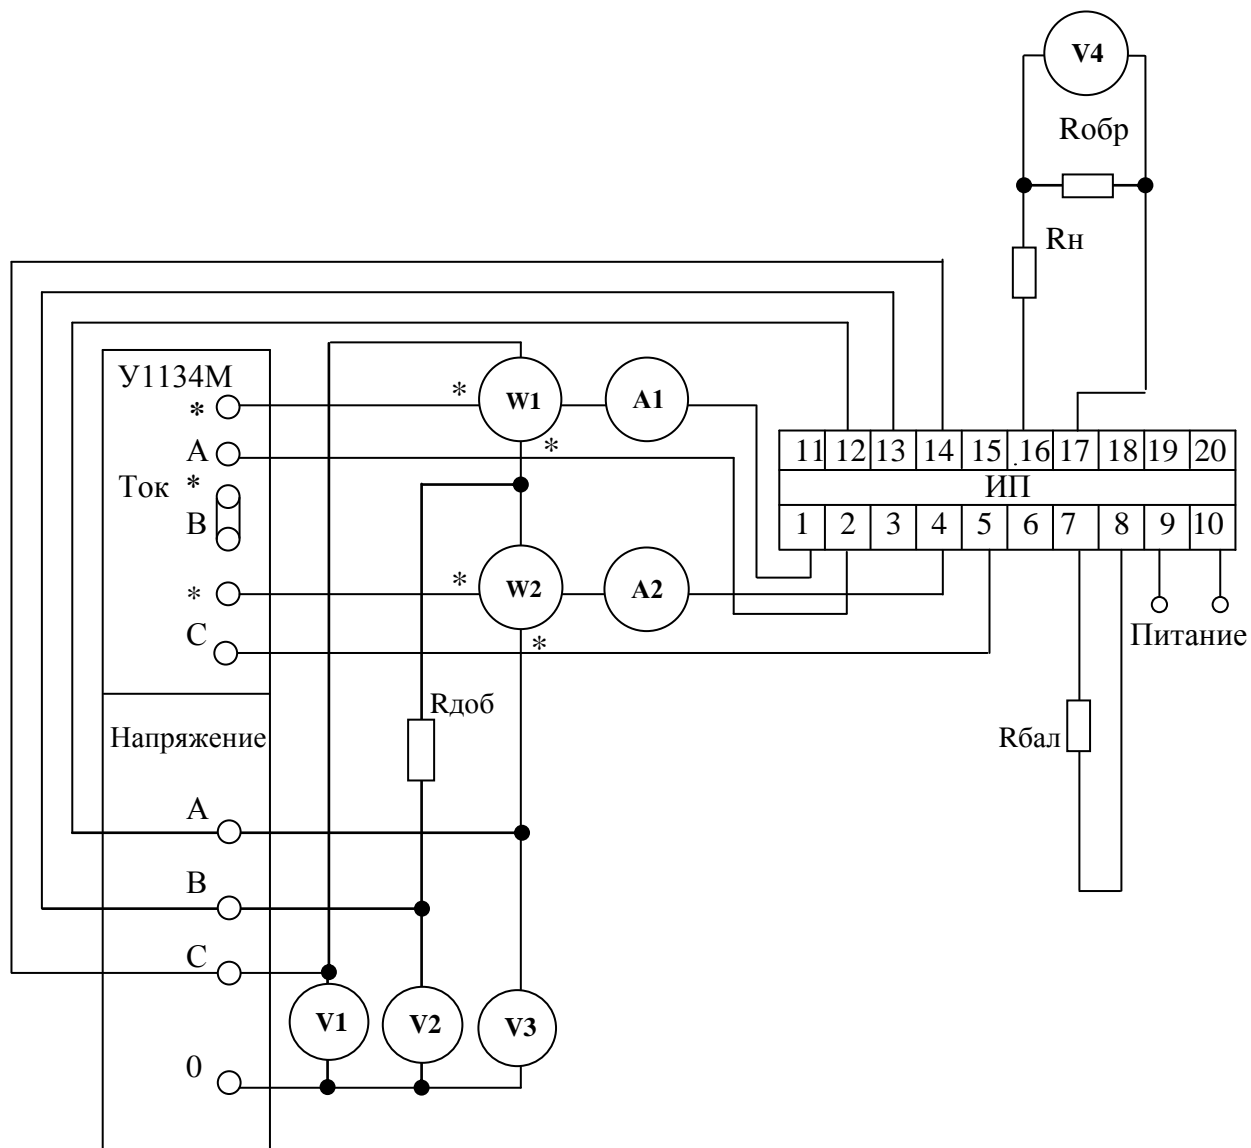 V4
Rобр
Rн
У1134М
*
*
W1
A1
*
А
Ток
*
В
11 12 13 14 15 16 17 18 19 20
ИП
1 2 3 4 5 6 7 8 9 10
*
*
W2
A2
С
*
Питание
Rдоб
Rбал
Напряжение
А
В
С
V1
V2
V3
0